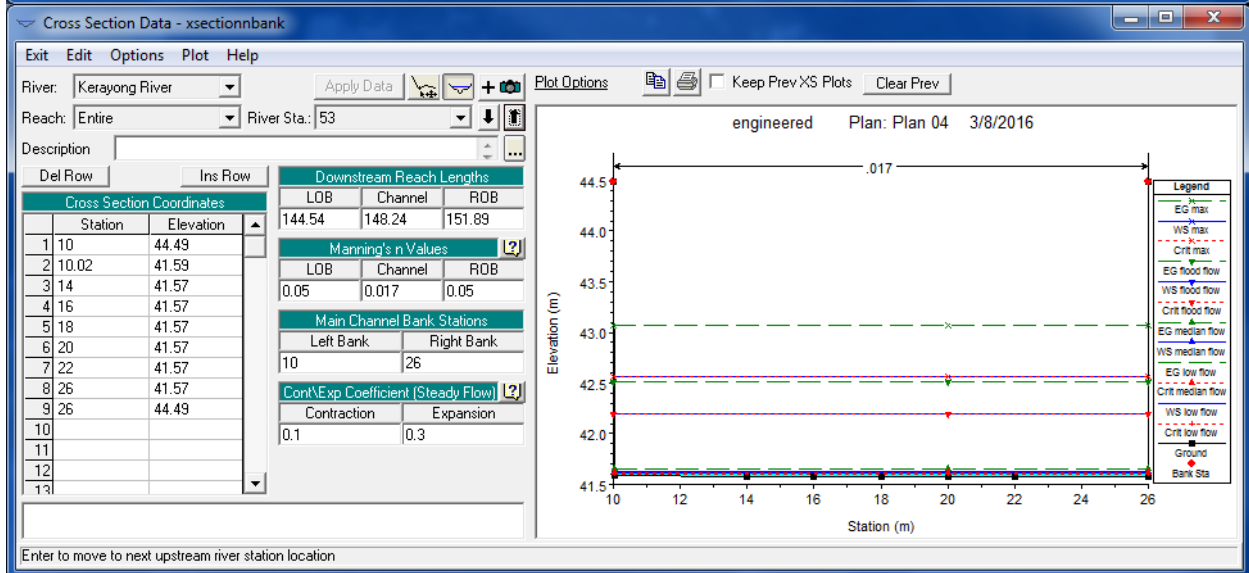 Cross Section Data - xsectionnbank
Exit Edit Options Plot Help
River: Kerayong River Apply Data + Plot Options Keep Prev XS Plots Clear Prev
Reach: Entire River Sta.: 53
Description ...
Del Row Ins Row
Cross Section Coordinates
Station Elevation
1 10 44.49
2 10.02 41.59
3 14 41.57
4 16 41.57
5 18 41.57
6 20 41.57
7 22 41.57
8 26 41.57
9 26 44.49
10
11
12
13
Downstream Reach Lengths
LOB Channel ROB
144.54 148.24 151.89
Manning's n Values
LOB Channel ROB
0.05 0.017 0.05
Main Channel Bank Stations
Left Bank Right Bank
10 26
Cont\Exp Coefficient (Steady Flow)
Contraction Expansion
0.1 0.3
engineered Plan: Plan 04 3/8/2016
.017
44.5
44.0
43.5
43.0
42.5
42.0
41.5
Elevation (m)
10 12 14 16 18 20 22 24 26
Station (m)
Legend
EG max
WS max
Crit max
EG flood flow
WS flood flow
Crit flood flow
EG median flow
WS median flow
EG low flow
Crit median flow
WS low flow
Crit low flow
Ground
Bank Sta
Enter to move to next upstream river station location